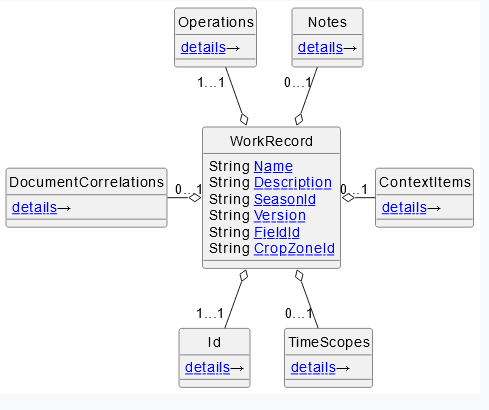 Operations
details→
Notes
details→
1...1
0...1
WorkRecord
String Name
String Description
String SeasonId
String Version
String FieldId
String CropZoneId
DocumentCorrelations
details→
0...1
0...1
ContextItems
details→
1...1
0...1
Id
details→
TimeScopes
details→